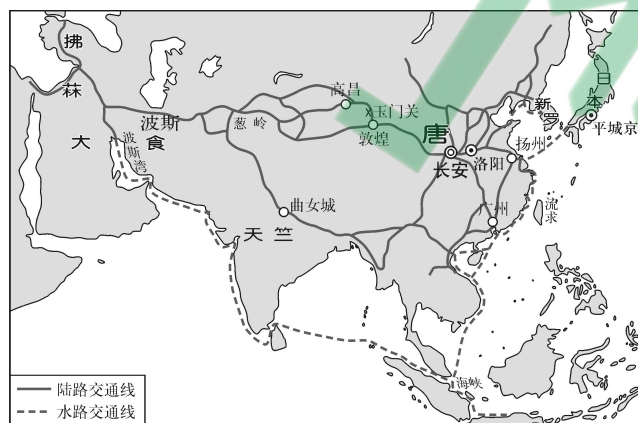 拂
菻
大
食
波斯
波斯湾
葱岭
高昌
玉门关
敦煌
唐
长安
洛阳
扬州
新罗
日本
平城京
曲女城
天竺
广州
流求
海峡
陆路交通线
水路交通线